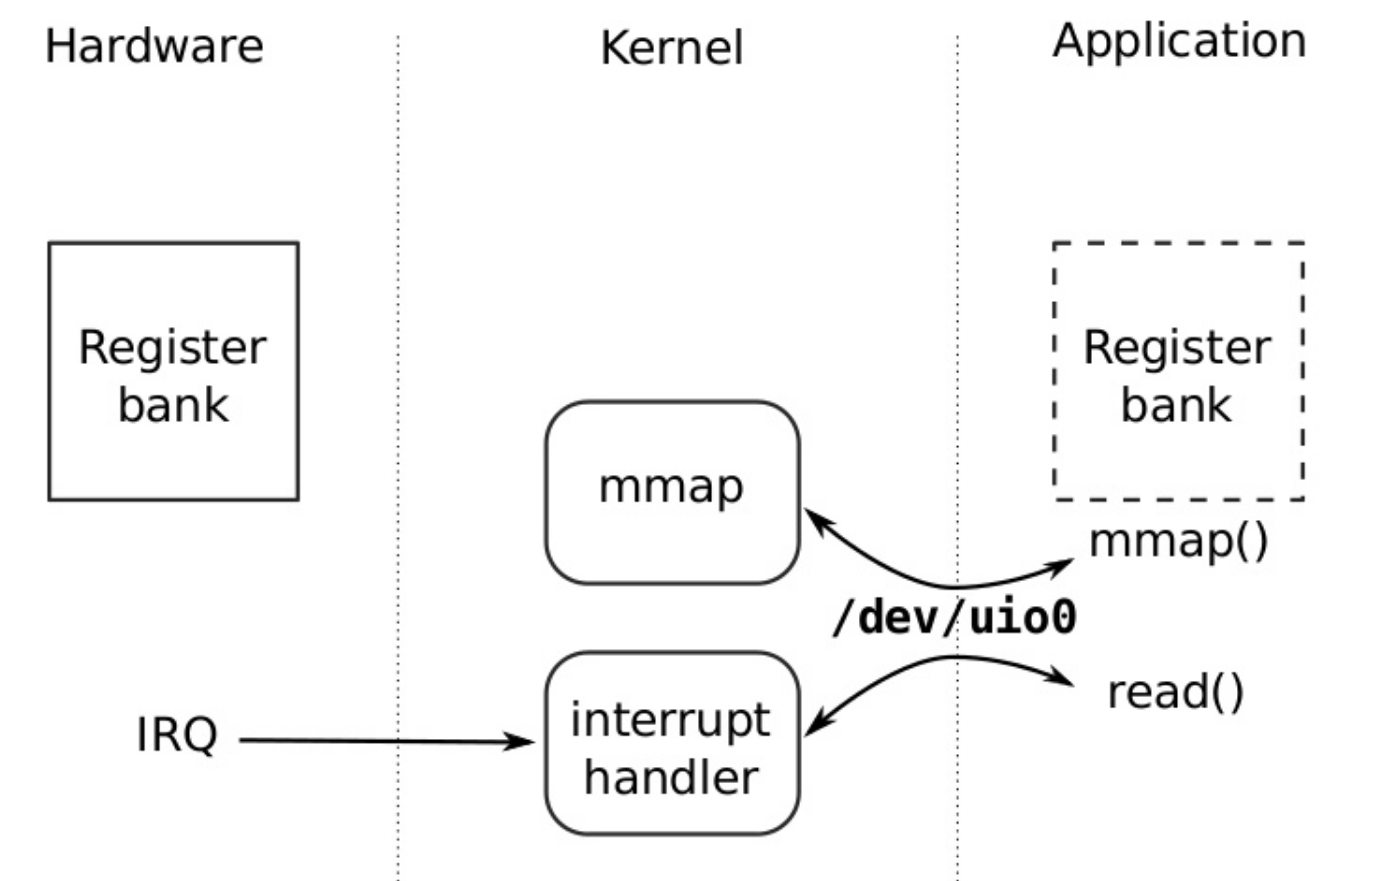 Hardware
Kernel
Application
Register
bank
Register
bank
mmap
mmap()
/dev/uio0
read()
IRQ
interrupt
handler